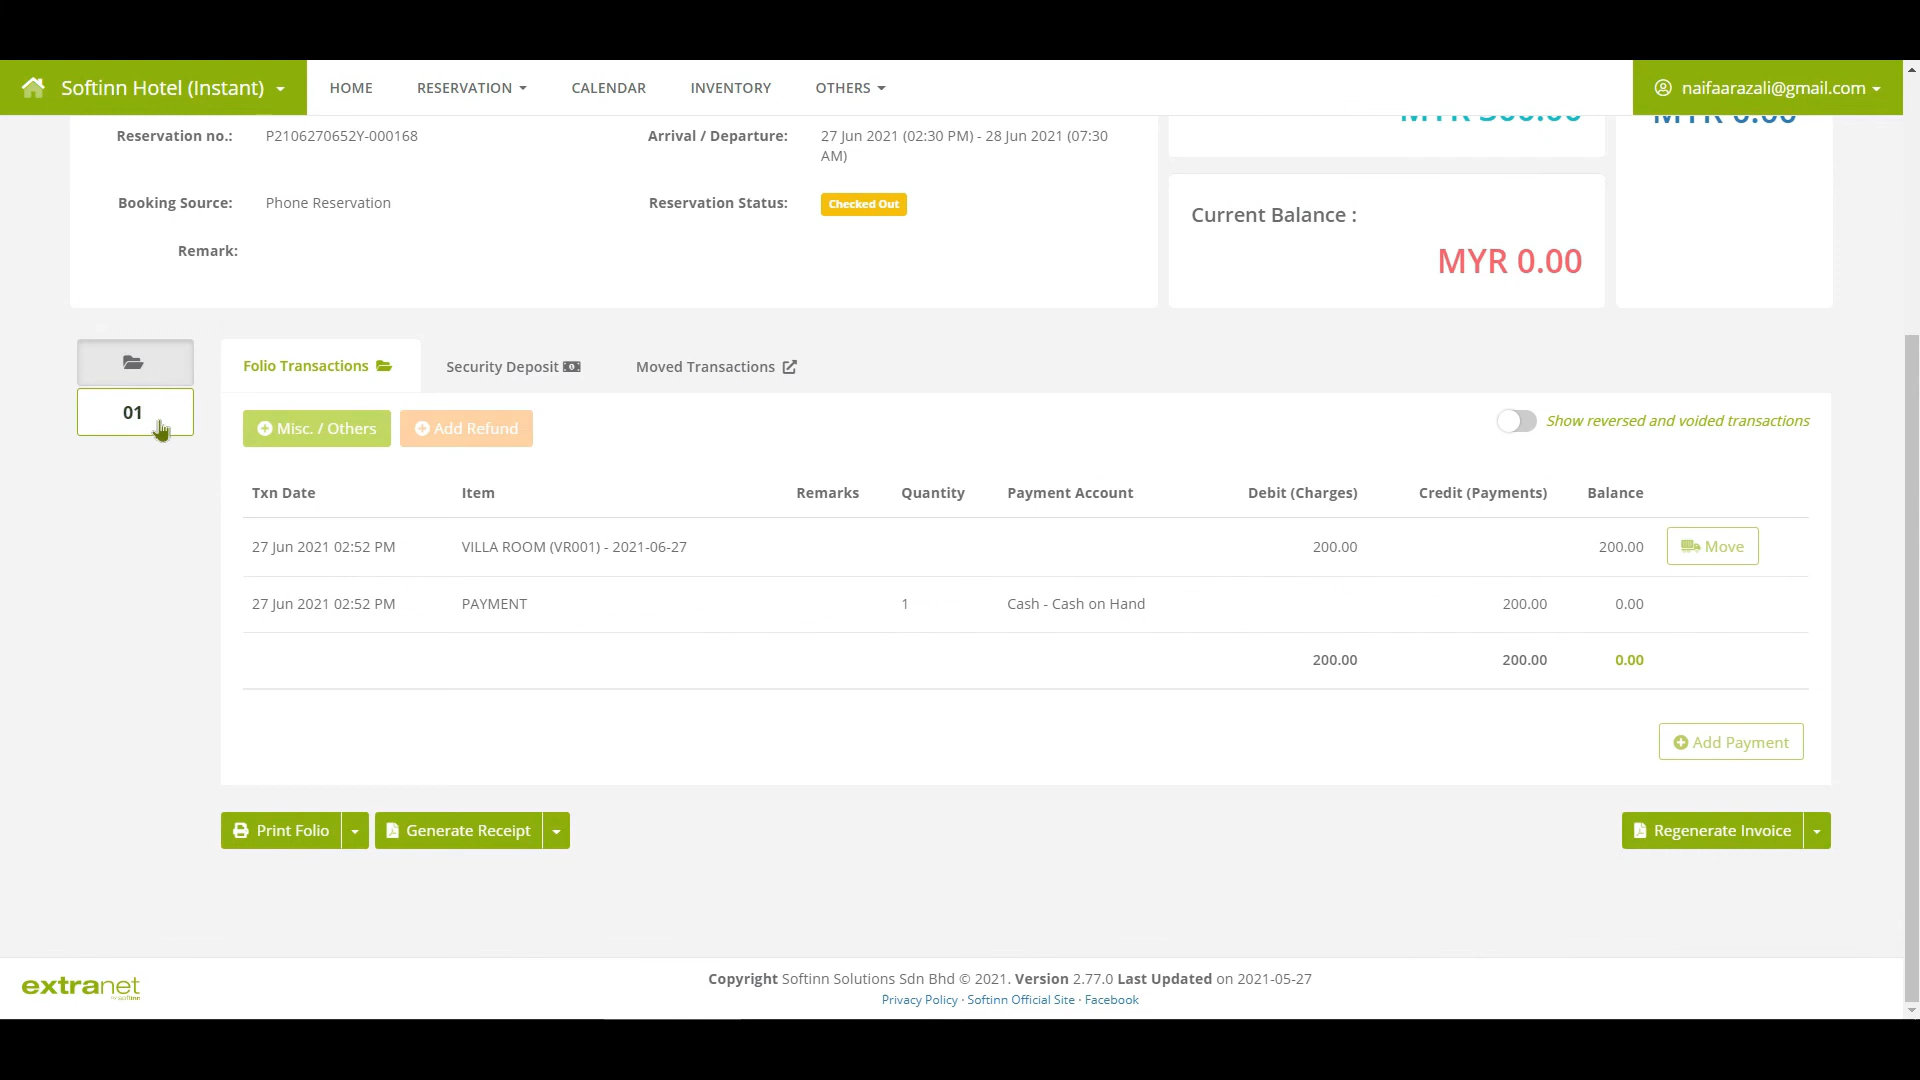 Softinn Hotel (Instant)
HOME
RESERVATION
CALENDAR
INVENTORY
OTHERS
naifaarazali@gmail.com
Reservation no.: P2106270652Y-000168
Arrival / Departure: 27 Jun 2021 (02:30 PM) - 28 Jun 2021 (07:30
AM)
Booking Source: Phone Reservation
Reservation Status: Checked Out
Remark:
Current Balance :
MYR 0.00
01
Folio Transactions
Security Deposit
Moved Transactions
Misc. / Others
Add Refund
Show reversed and voided transactions
Txn Date Item Remarks Quantity Payment Account Debit (Charges) Credit (Payments) Balance
27 Jun 2021 02:52 PM VILLA ROOM (VR001) - 2021-06-27 200.00 200.00 Move
27 Jun 2021 02:52 PM PAYMENT 1 Cash - Cash on Hand 200.00 0.00
200.00 200.00 0.00
Add Payment
Print Folio
Generate Receipt
Regenerate Invoice
extranet
Copyright Softinn Solutions Sdn Bhd © 2021. Version 2.77.0 Last Updated on 2021-05-27
Privacy Policy · Softinn Official Site · Facebook